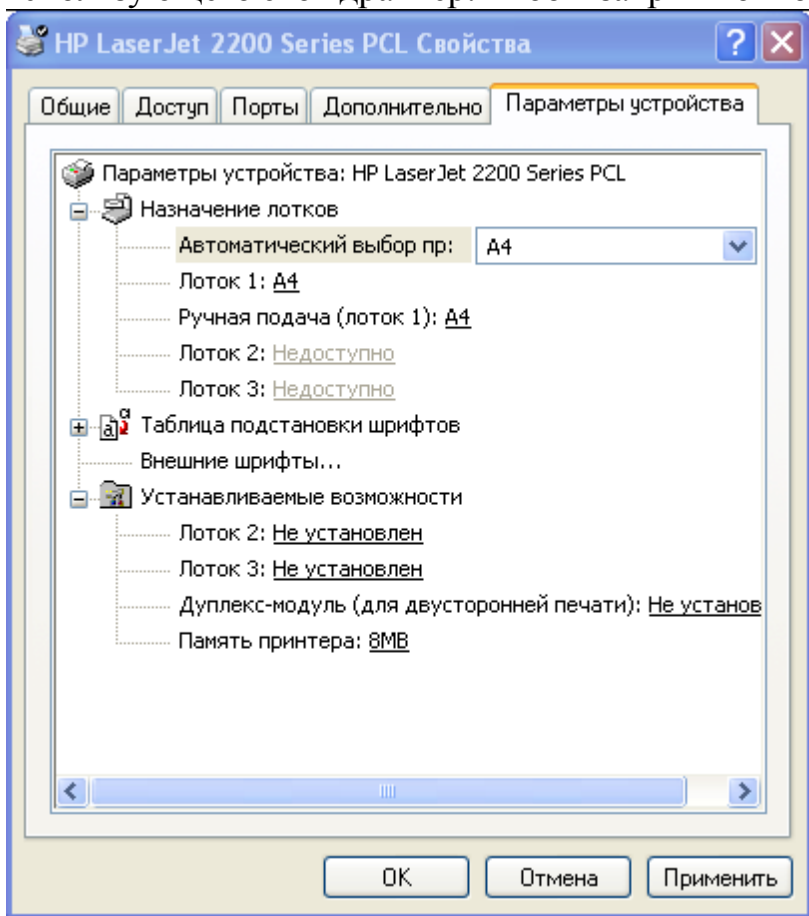 HP LaserJet 2200 Series PCL Свойства
Общие Доступ Порты Дополнительно Параметры устройства
Параметры устройства: HP LaserJet 2200 Series PCL
Назначение лотков
Автоматический выбор пр: A4
Лоток 1: A4
Ручная подача (лоток 1): A4
Лоток 2: Недоступно
Лоток 3: Недоступно
Таблица подстановки шрифтов
Внешние шрифты...
Устанавливаемые возможности
Лоток 2: Не установлен
Лоток 3: Не установлен
Дуплекс-модуль (для двусторонней печати): Не установ
Память принтера: 8MB
OK Отмена Применить